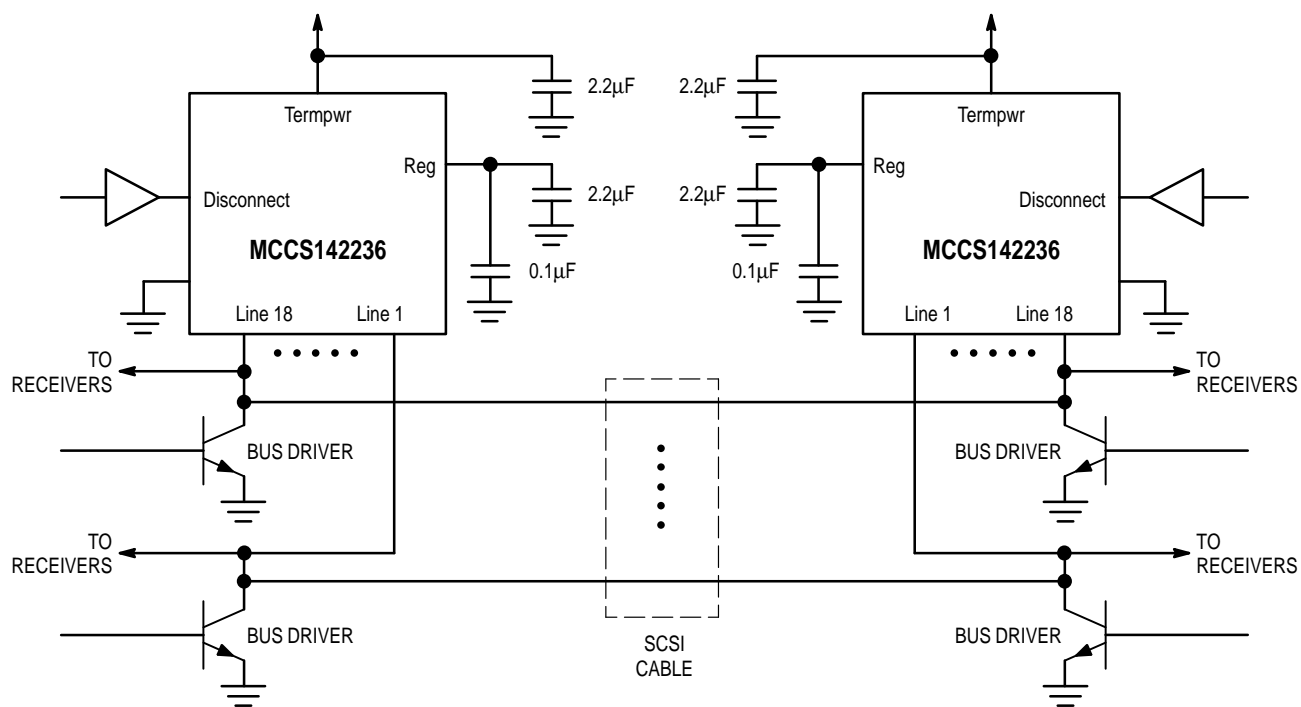 2.2μF
2.2μF
Termpwr
Termpwr
Reg
Reg
2.2μF
2.2μF
Disconnect
Disconnect
MCCS142236
MCCS142236
0.1μF
0.1μF
Line 18
Line 1
Line 1
Line 18
TO
RECEIVERS
TO
RECEIVERS
BUS DRIVER
BUS DRIVER
TO
RECEIVERS
TO
RECEIVERS
BUS DRIVER
BUS DRIVER
SCSI
CABLE